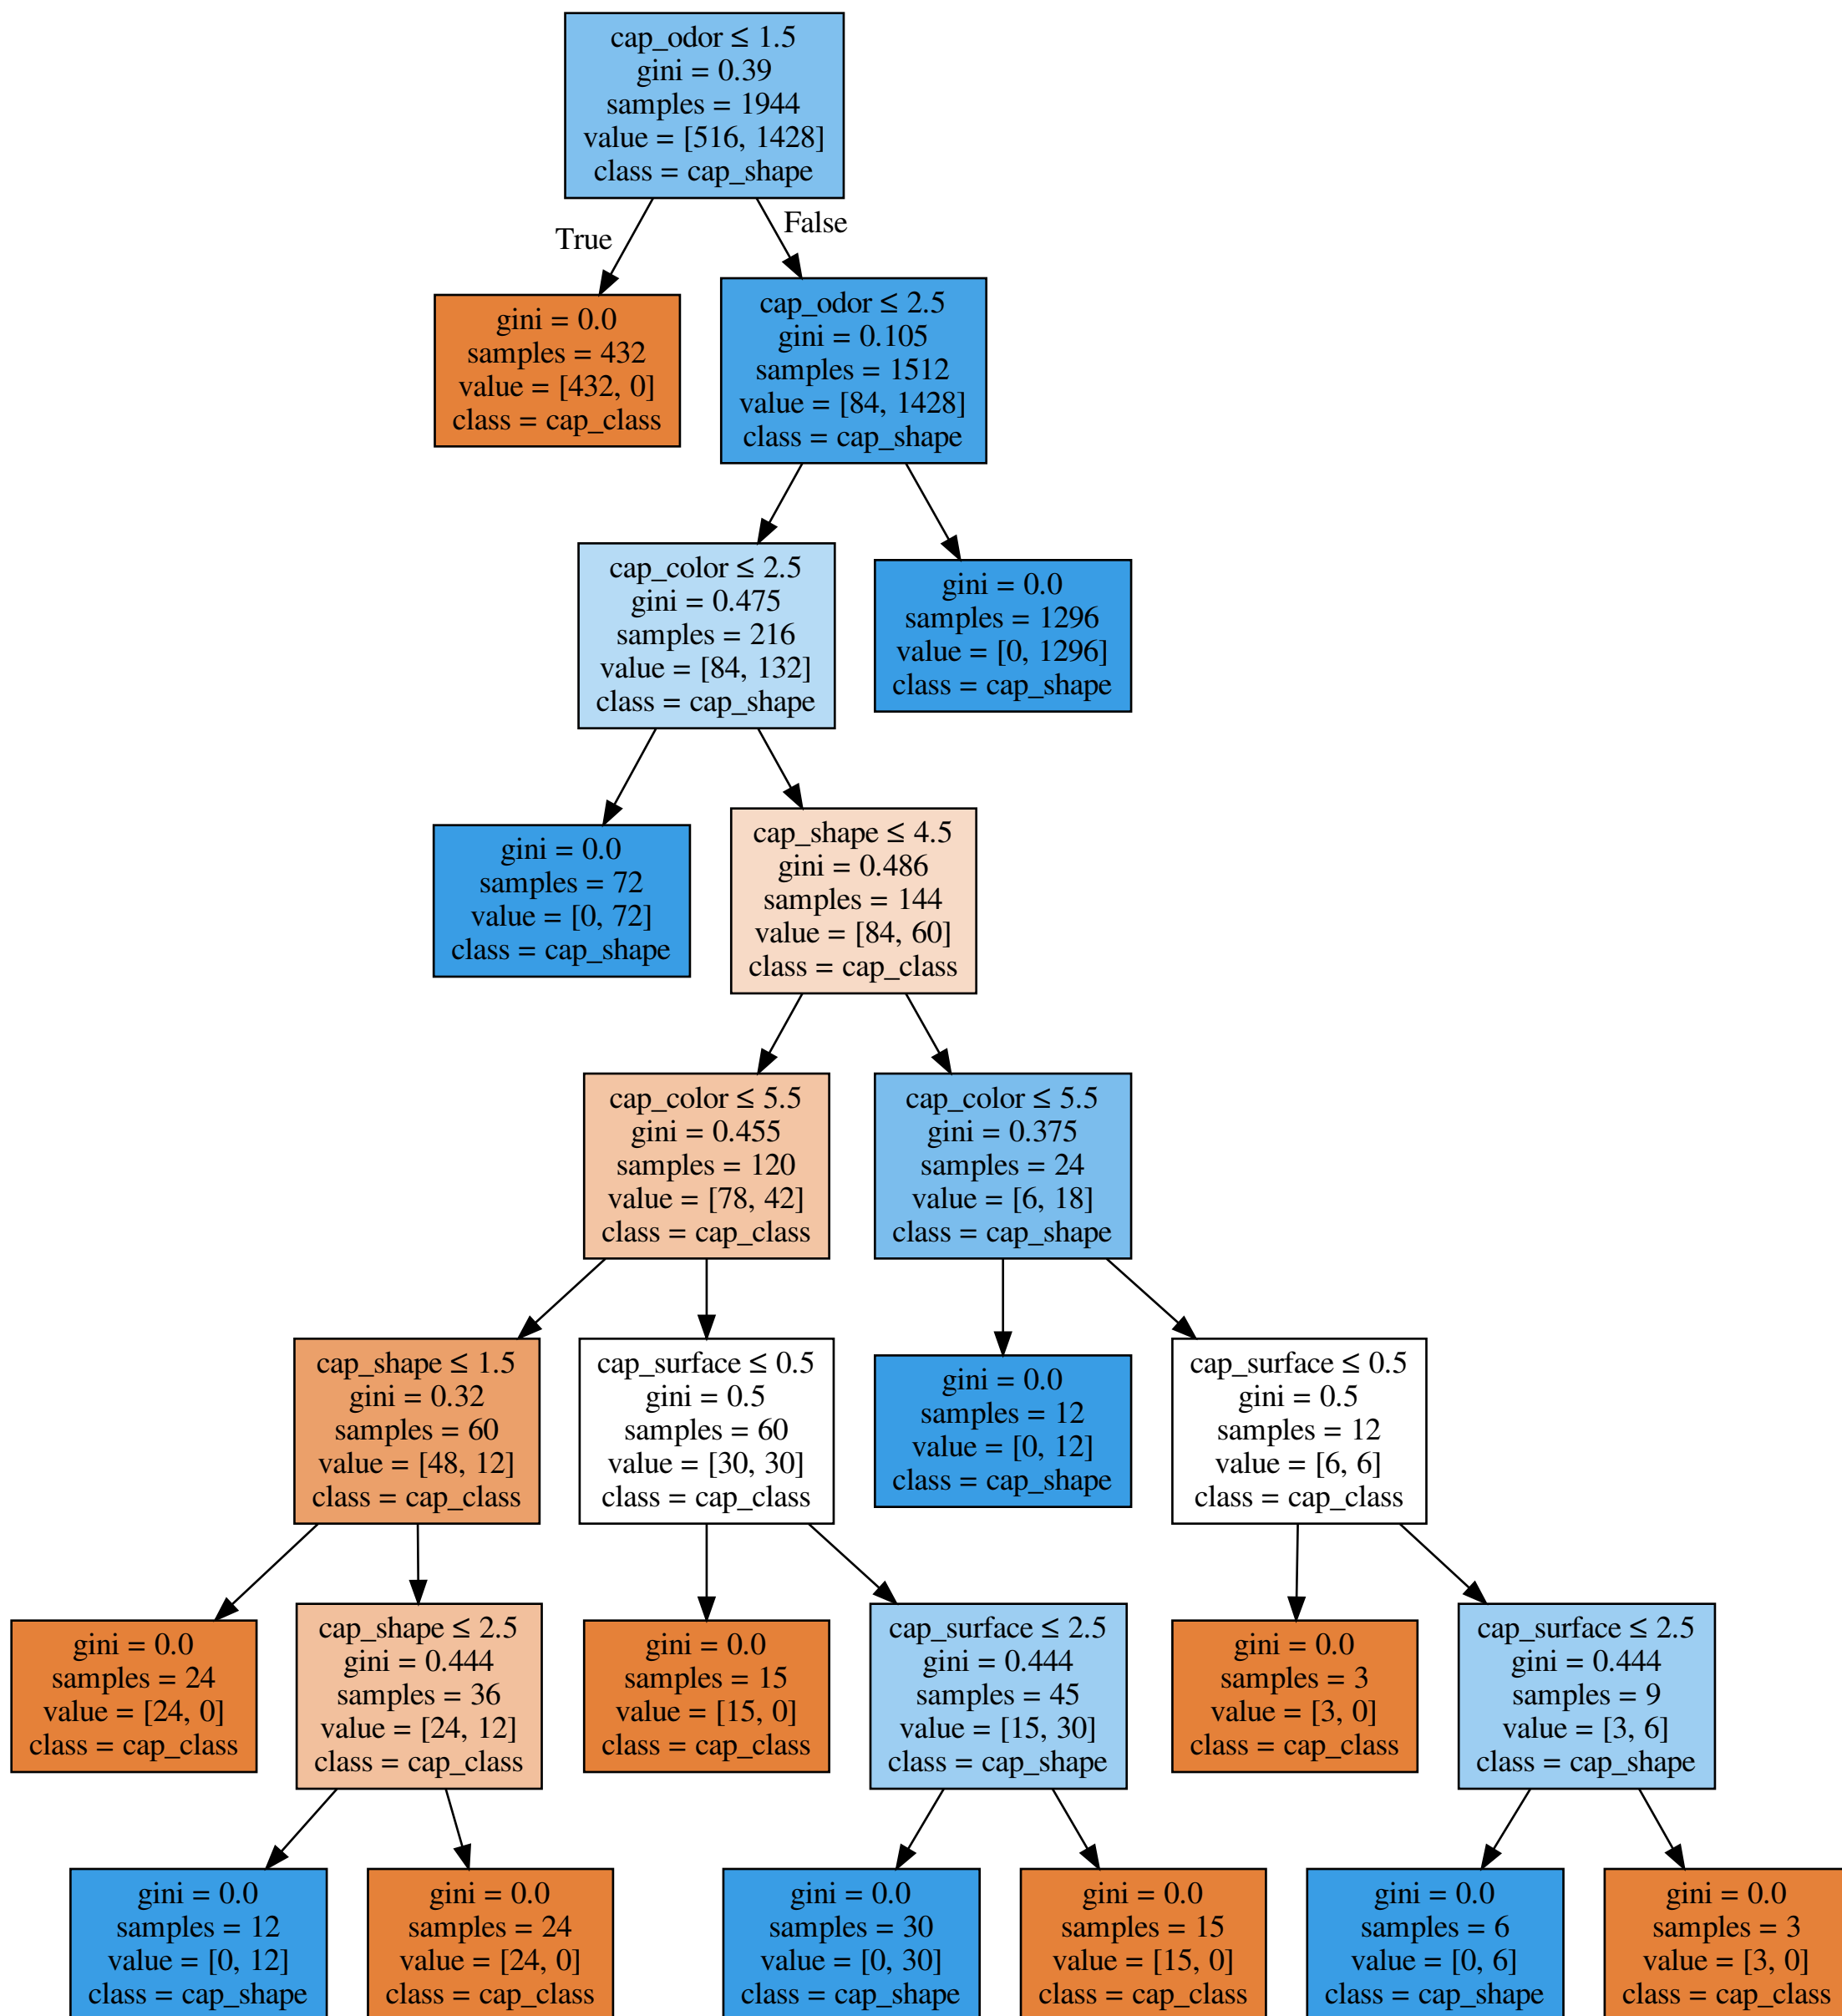 cap_odor ≤ 1.5
gini = 0.39
samples = 1944
value = [516, 1428]
class = cap_shape
True
False
gini = 0.0
samples = 432
value = [432, 0]
class = cap_class
cap_odor ≤ 2.5
gini = 0.105
samples = 1512
value = [84, 1428]
class = cap_shape
cap_color ≤ 2.5
gini = 0.475
samples = 216
value = [84, 132]
class = cap_shape
gini = 0.0
samples = 1296
value = [0, 1296]
class = cap_shape
gini = 0.0
samples = 72
value = [0, 72]
class = cap_shape
cap_shape ≤ 4.5
gini = 0.486
samples = 144
value = [84, 60]
class = cap_class
cap_color ≤ 5.5
gini = 0.455
samples = 120
value = [78, 42]
class = cap_class
cap_color ≤ 5.5
gini = 0.375
samples = 24
value = [6, 18]
class = cap_shape
cap_shape ≤ 1.5
gini = 0.32
samples = 60
value = [48, 12]
class = cap_class
cap_surface ≤ 0.5
gini = 0.5
samples = 60
value = [30, 30]
class = cap_class
gini = 0.0
samples = 12
value = [0, 12]
class = cap_shape
cap_surface ≤ 0.5
gini = 0.5
samples = 12
value = [6, 6]
class = cap_class
gini = 0.0
samples = 24
value = [24, 0]
class = cap_class
cap_shape ≤ 2.5
gini = 0.444
samples = 36
value = [24, 12]
class = cap_class
gini = 0.0
samples = 15
value = [15, 0]
class = cap_class
cap_surface ≤ 2.5
gini = 0.444
samples = 45
value = [15, 30]
class = cap_shape
gini = 0.0
samples = 3
value = [3, 0]
class = cap_class
cap_surface ≤ 2.5
gini = 0.444
samples = 9
value = [3, 6]
class = cap_shape
gini = 0.0
samples = 12
value = [0, 12]
class = cap_shape
gini = 0.0
samples = 24
value = [24, 0]
class = cap_class
gini = 0.0
samples = 30
value = [0, 30]
class = cap_shape
gini = 0.0
samples = 15
value = [15, 0]
class = cap_class
gini = 0.0
samples = 6
value = [0, 6]
class = cap_shape
gini = 0.0
samples = 3
value = [3, 0]
class = cap_class